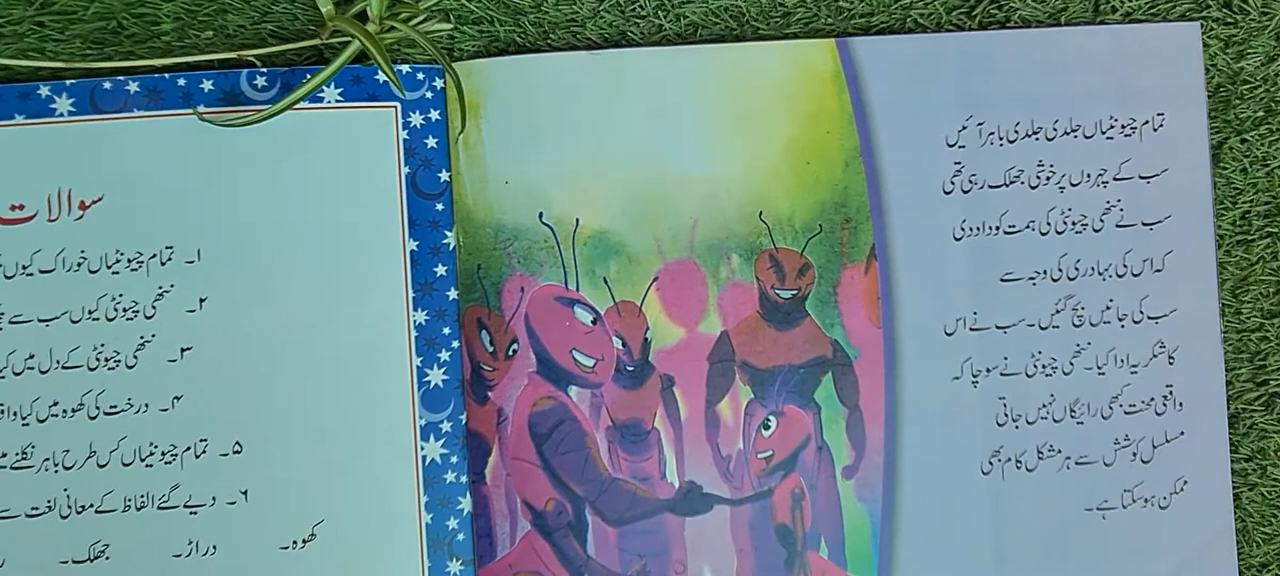 تمام چیونٹیاں جلدی جلدی باہر آئیں
سب کے چہروں پر خوشی جھلک رہی تھی
سب نے ننھی چیونٹی کی ہمت کو داد دی
کہ اس کی بہادری کی وجہ سے
سب کی جانیں بچ گئیں۔ سب نے اس
کا شکریہ ادا کیا۔ ننھی چیونٹی نے سوچا کہ
واقعی محنت کبھی رائیگاں نہیں جاتی
مسلسل کوشش سے ہر مشکل کام بھی
ممکن ہو سکتا ہے۔
سوالات
۱۔ تمام چیونٹیاں خوراک کیوں
۲۔ ننھی چیونٹی کیوں سب سے
۳۔ ننھی چیونٹی کے دل میں
۴۔ درخت کی کھوہ میں کیا
۵۔ تمام چیونٹیاں کس طرح باہر نکلنے
۶۔ دیے گئے الفاظ کے معانی لغت
کھوہ۔ دراڑ۔ جھلک۔